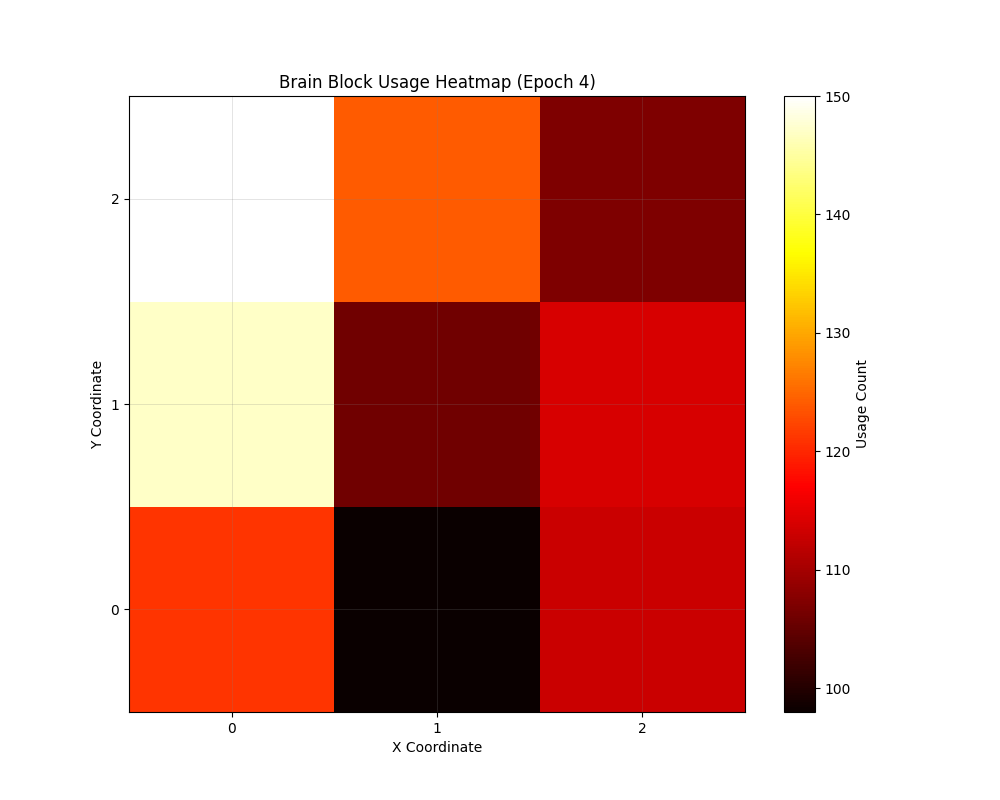 Brain Block Usage Heatmap (Epoch 4)
2
1
0
Y Coordinate
0 1 2
X Coordinate
150
140
130
120
110
100
Usage Count